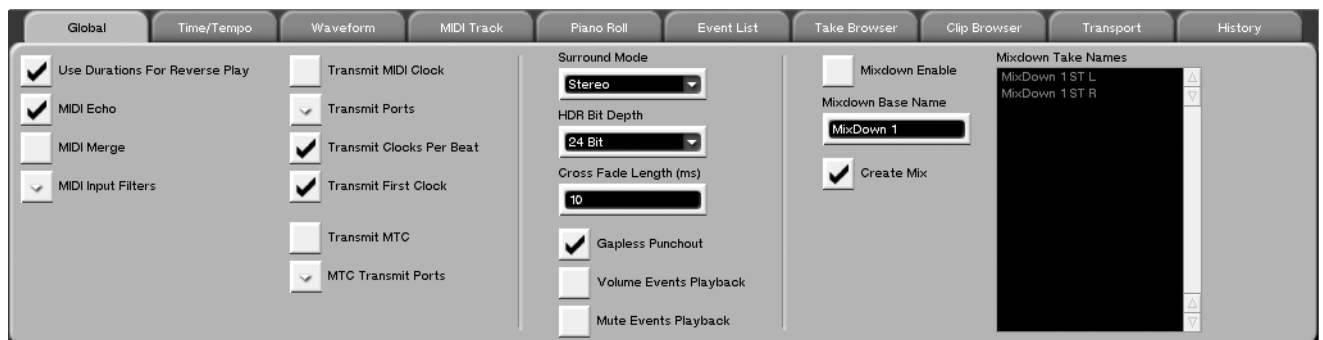 Global
Time/Tempo
Waveform
MIDI Track
Piano Roll
Event List
Take Browser
Clip Browser
Transport
History
Use Durations For Reverse Play
MIDI Echo
MIDI Merge
MIDI Input Filters
Transmit MIDI Clock
Transmit Ports
Transmit Clocks Per Beat
Transmit First Clock
Transmit MTC
MTC Transmit Ports
Surround Mode
Stereo
HDR Bit Depth
24 Bit
Cross Fade Length (ms)
10
Gapless Punchout
Volume Events Playback
Mute Events Playback
Mixdown Enable
Mixdown Base Name
MixDown 1
Create Mix
Mixdown Take Names
MixDown 1 ST L
MixDown 1 ST R